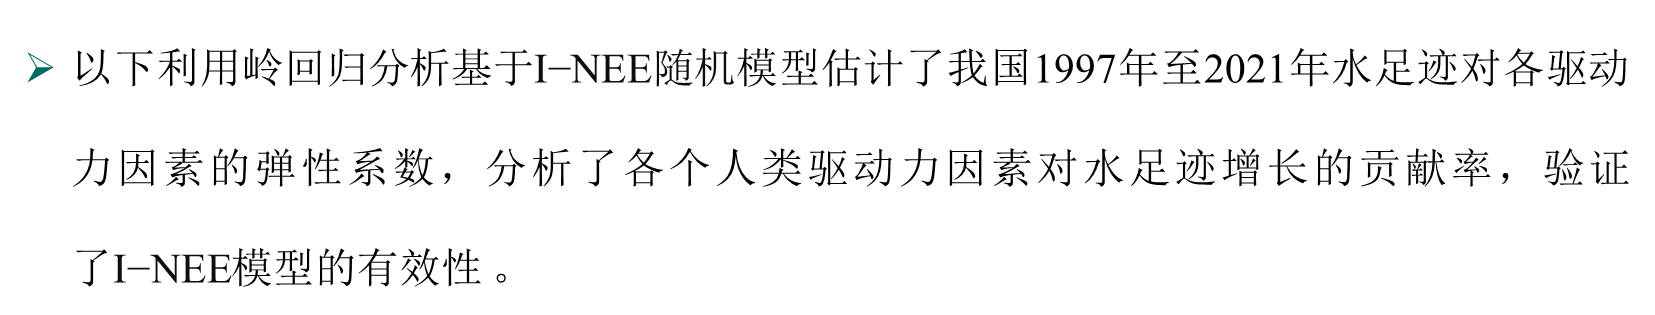 以下利用岭回归分析基于I−NEE随机模型估计了我国1997年至2021年水足迹对各驱动
力因素的弹性系数，分析了各个人类驱动力因素对水足迹增长的贡献率，验证
了I−NEE模型的有效性 。